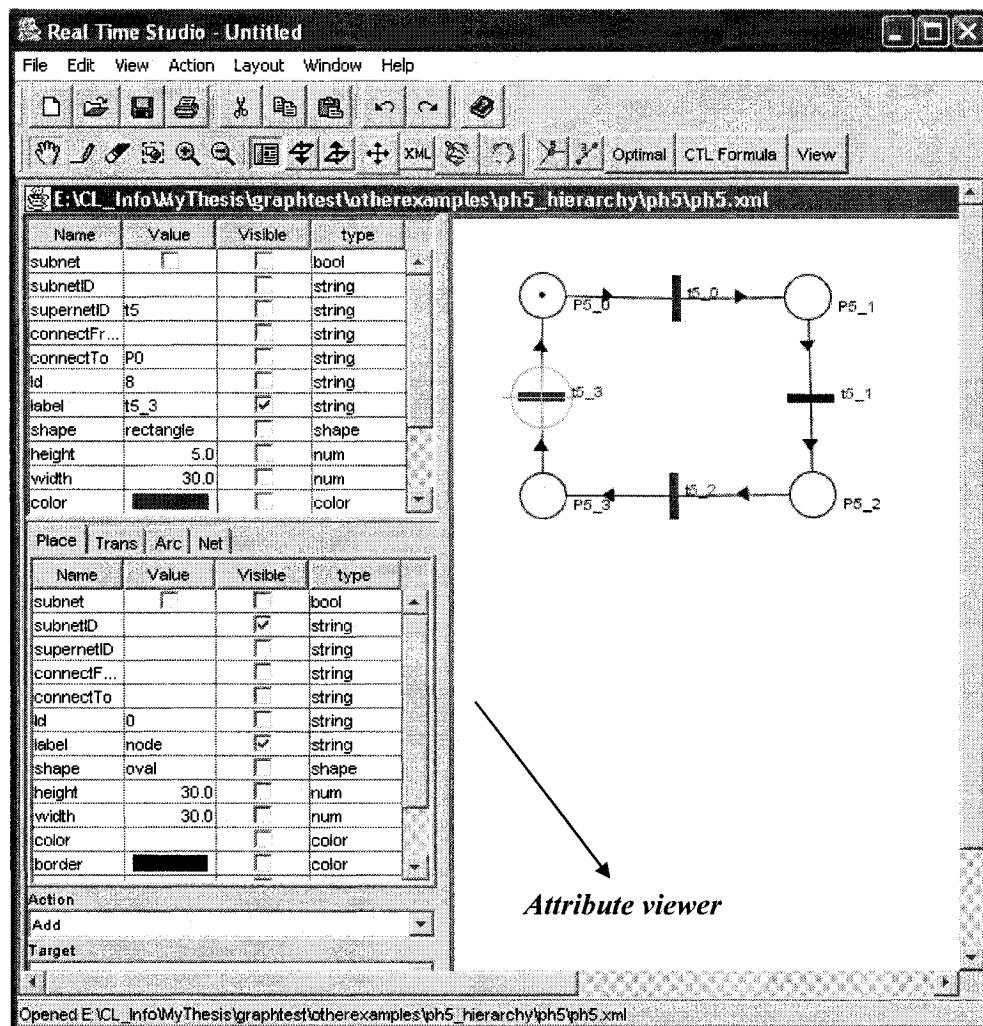 Real Time Studio - Untitled
File Edit View Action Layout Window Help
XML Optimal CTL Formula View
E:\CL_Info\MyThesis\graphtest\otherexamples\ph5_hierarchy\ph5\ph5.xml
Name Value Visible type
subnet bool
subnetID string
supernetID t5 string
connectFr... string
connectTo P0 string
id 8 string
label t5_3 string
shape rectangle shape
height 5.0 num
width 30.0 num
color color
Place Trans Arc Net
Name Value Visible type
subnet bool
subnetID string
supernetID string
connectF... string
connectTo string
id 0 string
label node string
shape oval shape
height 30.0 num
width 30.0 num
color color
border color
Action
Add
Target
P5_0 t5_0 P5_1
t5_3 t5_1
P5_3 t5_2 P5_2
Attribute viewer
Opened E:\CL_Info\MyThesis\graphtest\otherexamples\ph5_hierarchy\ph5\ph5.xml